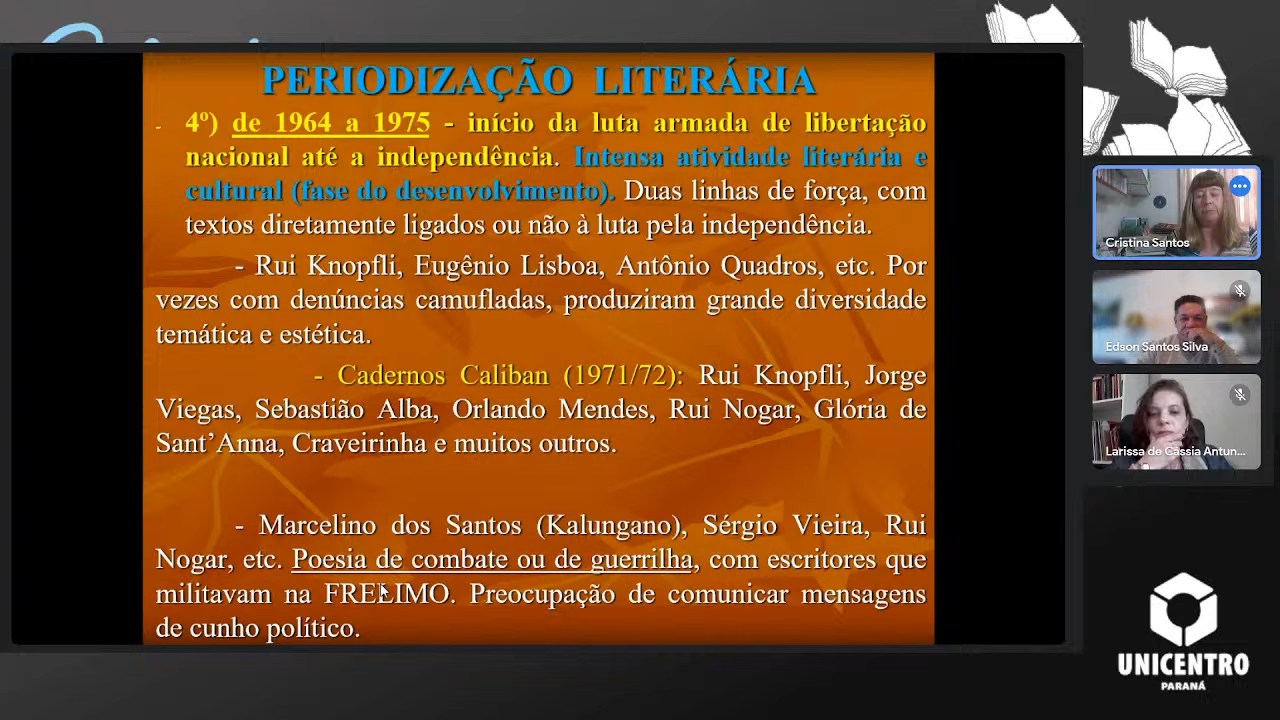 PERIODIZAÇÃO LITERÁRIA
- 4º) de 1964 a 1975 - início da luta armada de libertação
nacional até a independência. Intensa atividade literária e
cultural (fase do desenvolvimento). Duas linhas de força, com
textos diretamente ligados ou não à luta pela independência.
- Rui Knopfli, Eugênio Lisboa, Antônio Quadros, etc. Por
vezes com denúncias camufladas, produziram grande diversidade
temática e estética.
- Cadernos Caliban (1971/72): Rui Knopfli, Jorge
Viegas, Sebastião Alba, Orlando Mendes, Rui Nogar, Glória de
Sant’Anna, Craveirinha e muitos outros.
- Marcelino dos Santos (Kalungano), Sérgio Vieira, Rui
Nogar, etc. Poesia de combate ou de guerrilha, com escritores que
militavam na FRELIMO. Preocupação de comunicar mensagens
de cunho político.
Cristina Santos
Edson Santos Silva
Larissa de Cássia Antun...
UNICENTRO
PARANÁ